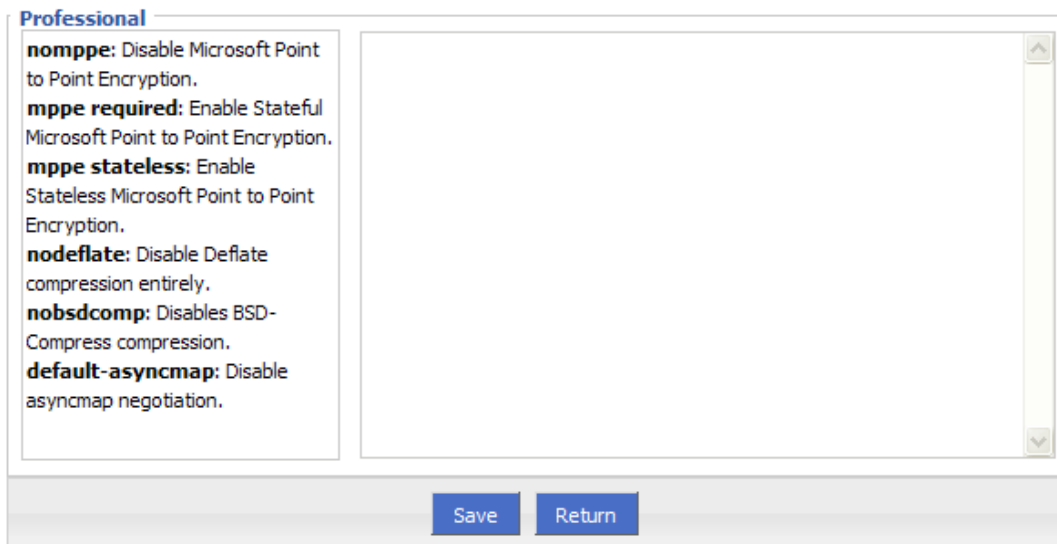 Professional
nomppe: Disable Microsoft Point
to Point Encryption.
mppe required: Enable Stateful
Microsoft Point to Point Encryption.
mppe stateless: Enable
Stateless Microsoft Point to Point
Encryption.
nodeflate: Disable Deflate
compression entirely.
nobsdcomp: Disables BSD-
Compress compression.
default-asyncmap: Disable
asyncmap negotiation.
Save Return